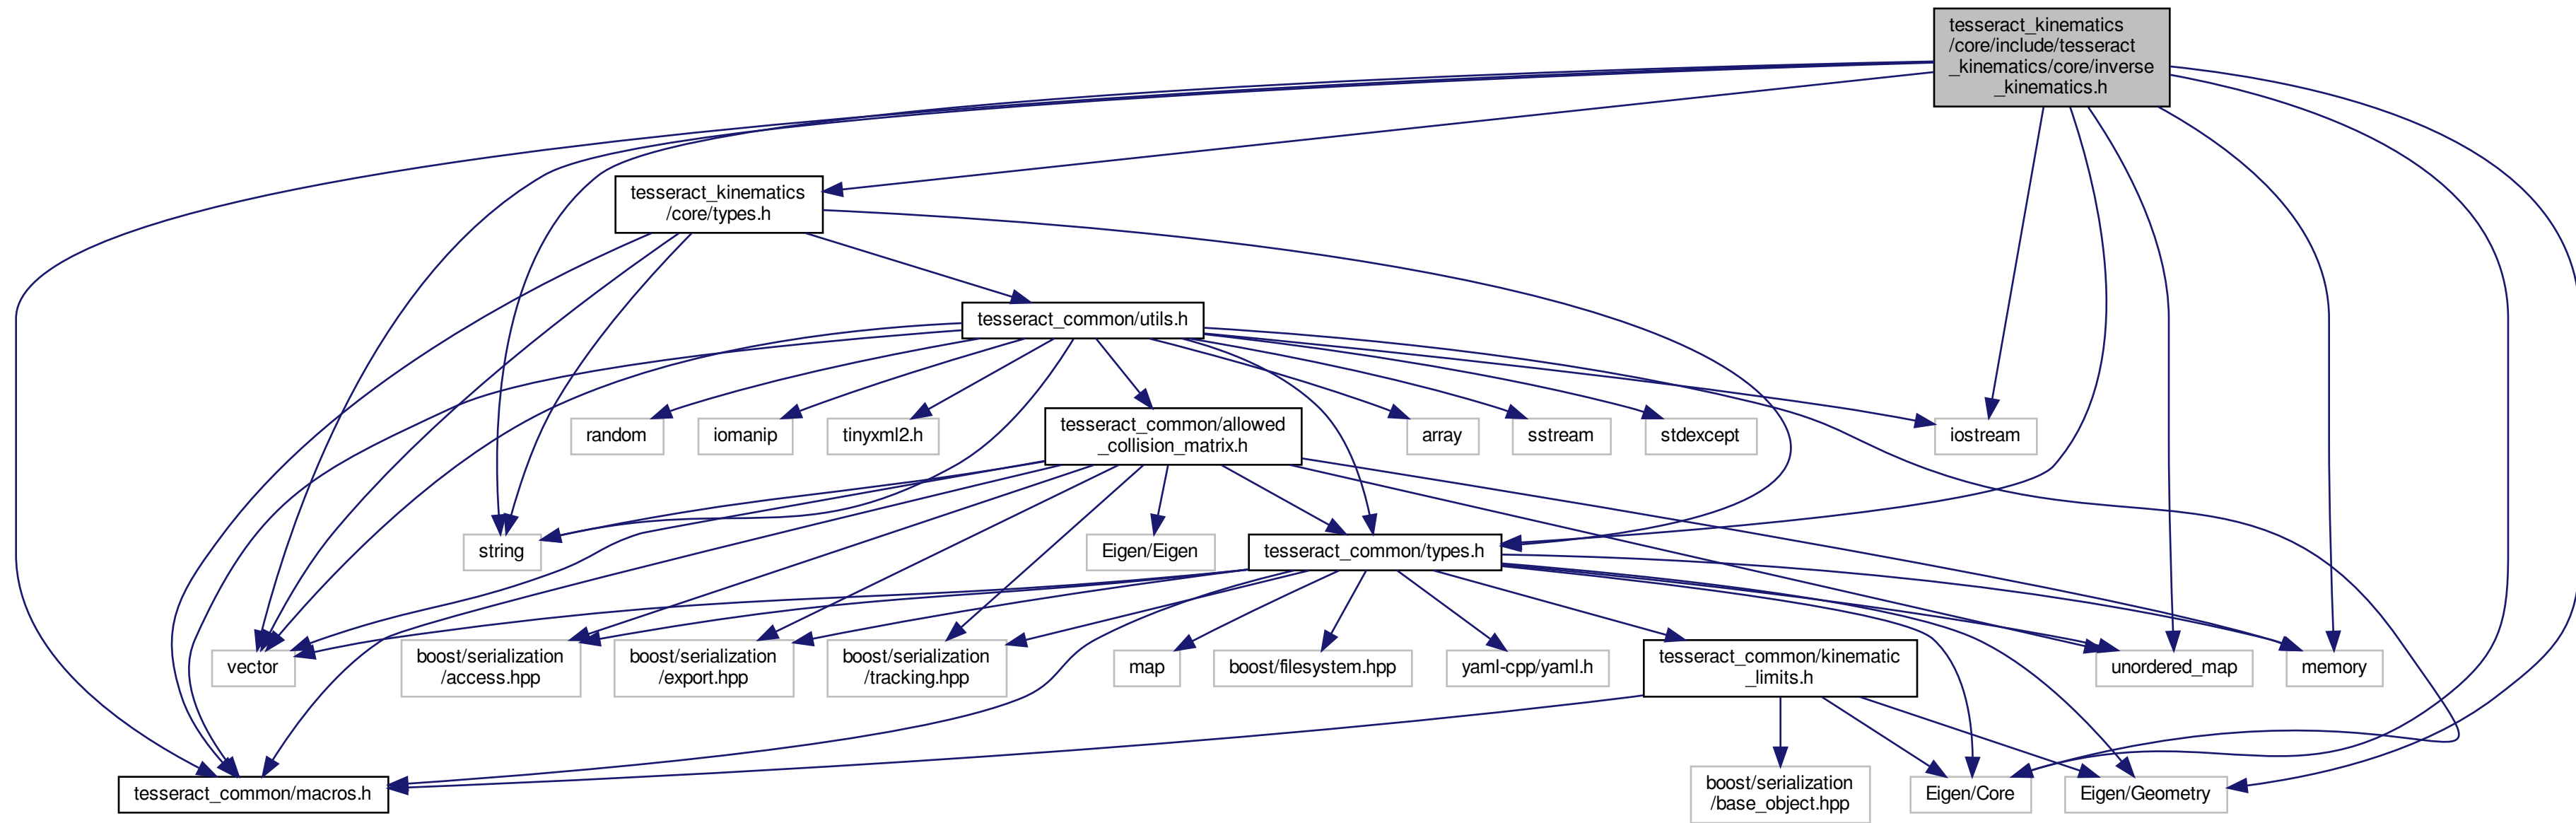 tesseract_kinematics
/core/include/tesseract
_kinematics/core/inverse
_kinematics.h
tesseract_kinematics
/core/types.h
tesseract_common/utils.h
random
iomanip
tinyxml2.h
tesseract_common/allowed
_collision_matrix.h
array
sstream
stdexcept
iostream
string
Eigen/Eigen
tesseract_common/types.h
vector
boost/serialization
/access.hpp
boost/serialization
/export.hpp
boost/serialization
/tracking.hpp
map
boost/filesystem.hpp
yaml-cpp/yaml.h
tesseract_common/kinematic
_limits.h
unordered_map
memory
tesseract_common/macros.h
boost/serialization
/base_object.hpp
Eigen/Core
Eigen/Geometry